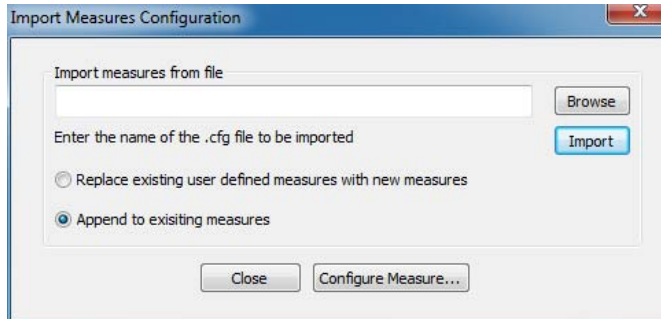 Import Measures Configuration
Import measures from file
Browse
Enter the name of the .cfg file to be imported
Import
Replace existing user defined measures with new measures
Append to exisiting measures
Close
Configure Measure...